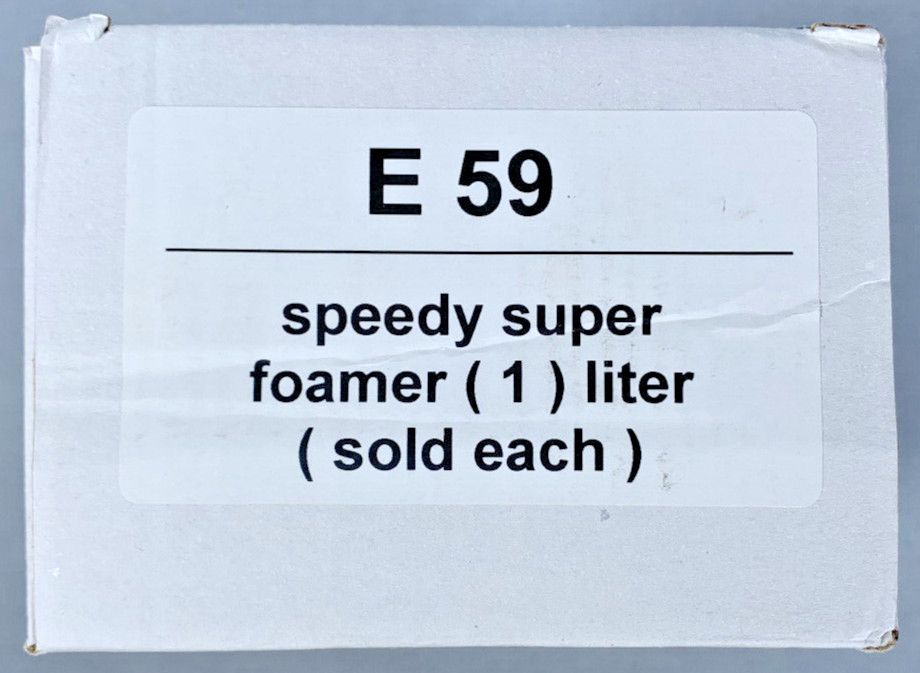 E 59
speedy super
foamer ( 1 ) liter
( sold each )